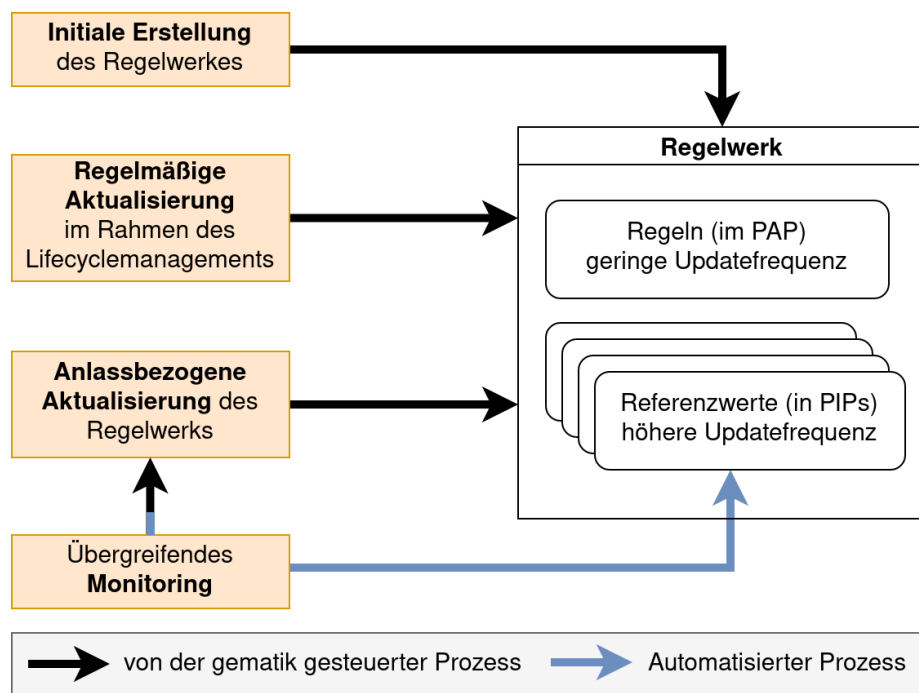 Initiale Erstellung
des Regelwerkes
Regelmäßige
Aktualisierung
im Rahmen des
Lifecyclemanagements
Anlassbezogene
Aktualisierung des
Regelwerks
Übergreifendes
Monitoring
Regelwerk
Regeln (im PAP)
geringe Updatefrequenz
Referenzwerte (in PIPs)
höhere Updatefrequenz
von der gematik gesteuerter Prozess
Automatisierter Prozess